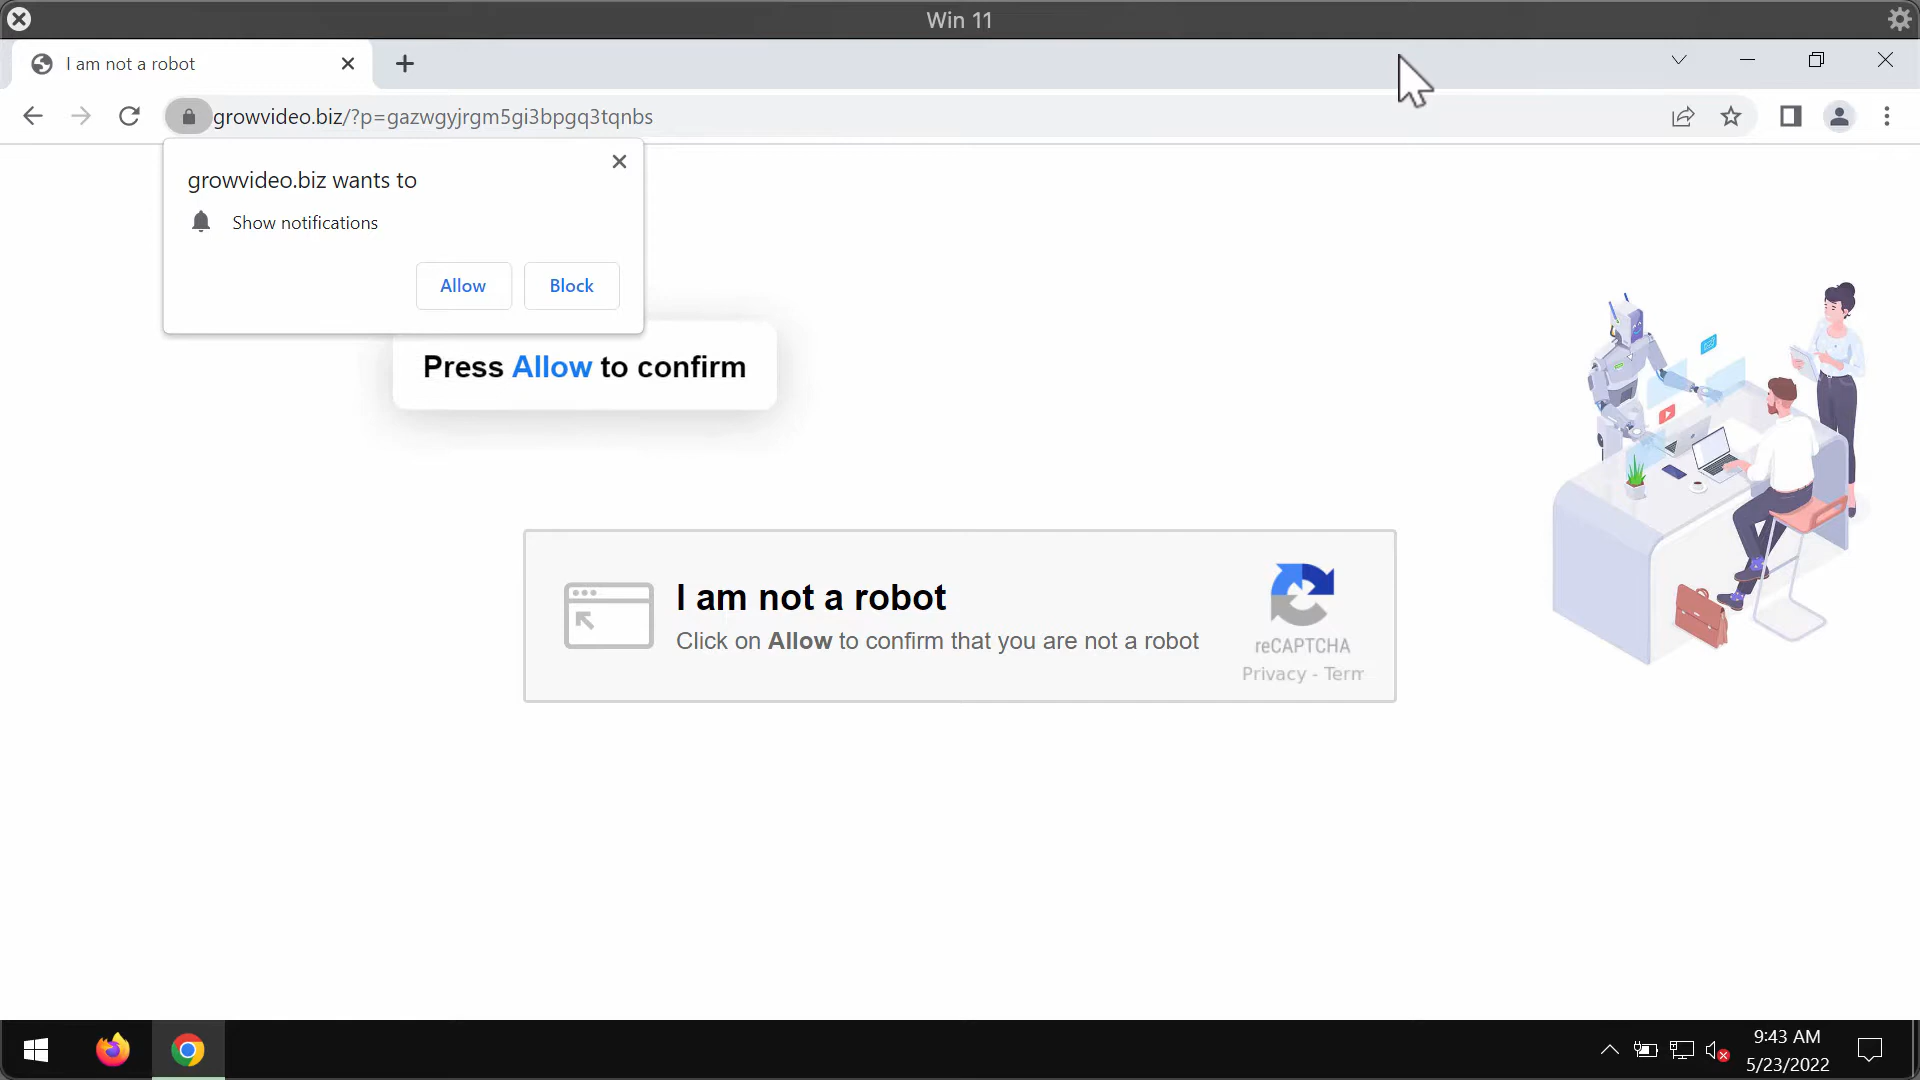 Win 11
I am not a robot
growvideo.biz/?p=gazwgyjrgm5gi3bpgq3tqnbs
growvideo.biz wants to
Show notifications
Allow
Block
Press Allow to confirm
I am not a robot
Click on Allow to confirm that you are not a robot
reCAPTCHA
Privacy - Term
9:43 AM
5/23/2022